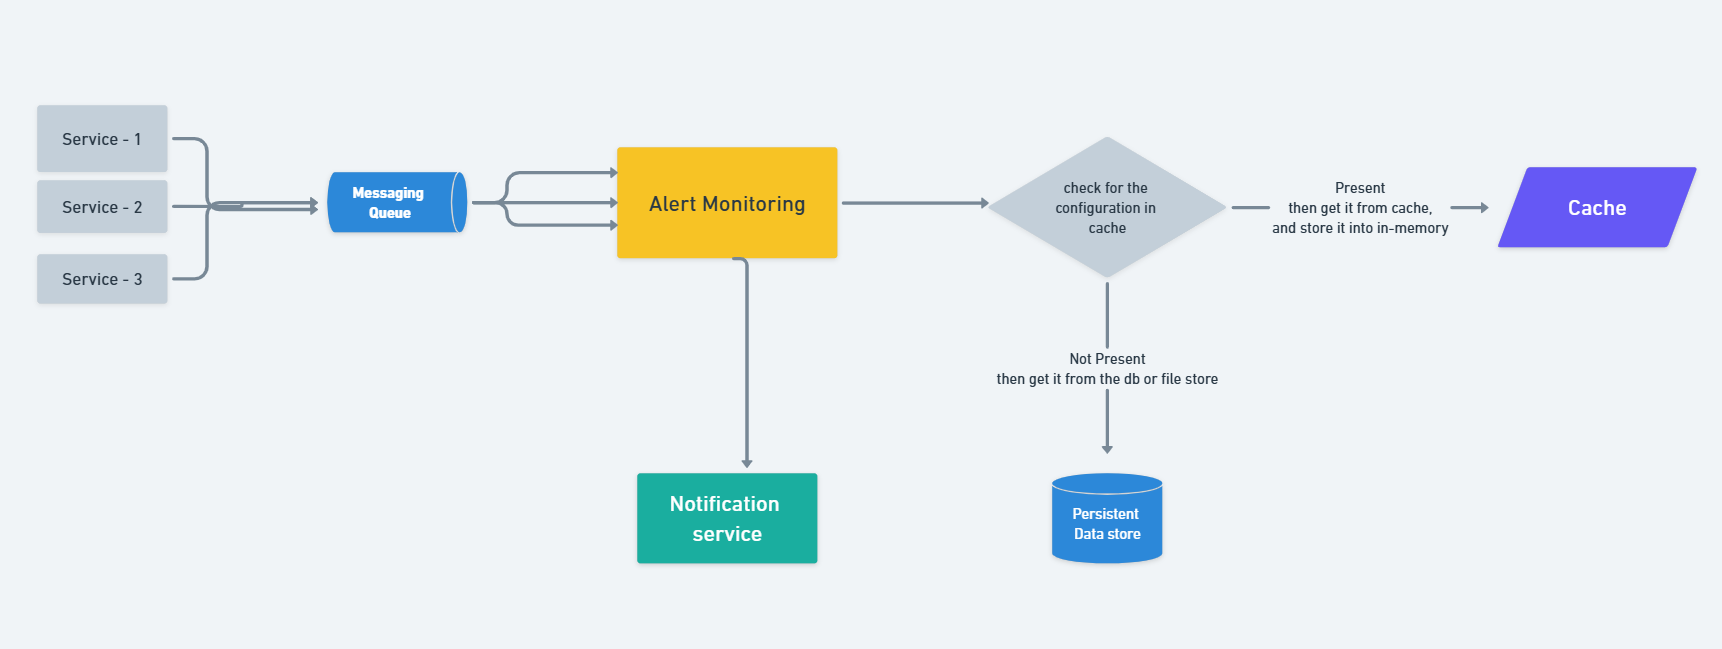 Service - 1
Service - 2
Service - 3
Messaging
Queue
Alert Monitoring
check for the
configuration in
cache
Present
then get it from cache,
and store it into in-memory
Cache
Not Present
then get it from the db or file store
Notification
service
Persistent
Data store